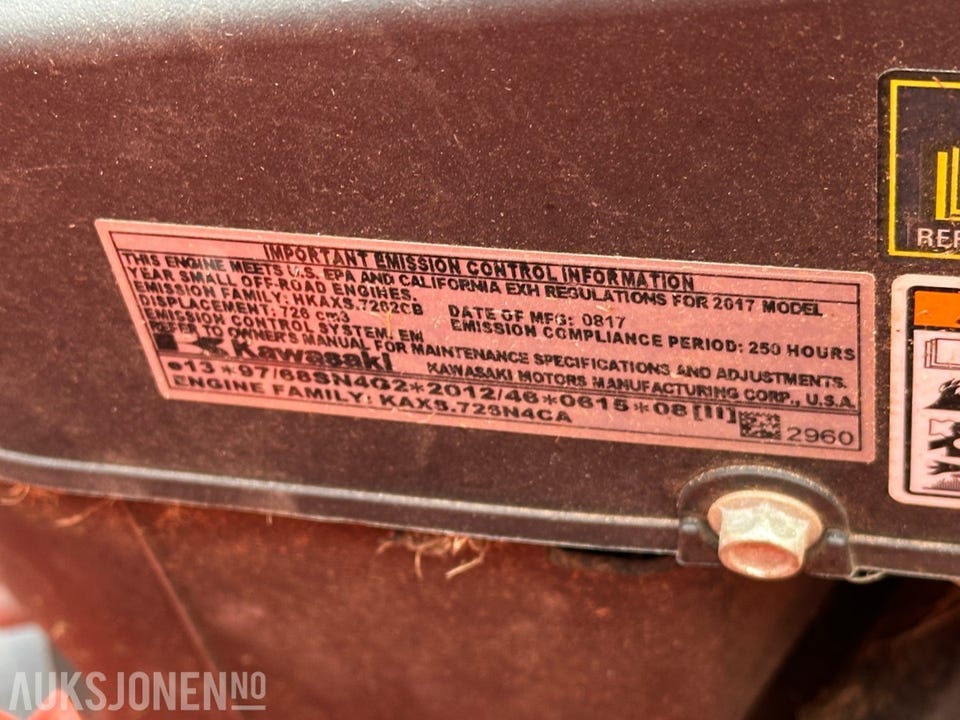 IMPORTANT EMISSION CONTROL INFORMATION
THIS ENGINE MEETS U.S. EPA AND CALIFORNIA EXH REGULATIONS FOR 2017 MODEL
YEAR SMALL OFF-ROAD ENGINES.
EMISSION FAMILY: HKAXS.7262CB DATE OF MFG: 0817
DISPLACEMENT: 726 cm3 EMISSION COMPLIANCE PERIOD: 250 HOURS
EMISSION CONTROL SYSTEM, EM
REFER TO OWNER'S MANUAL FOR MAINTENANCE SPECIFICATIONS AND ADJUSTMENTS.
Kawasaki KAWASAKI MOTORS MANUFACTURING CORP., U.S.A.
e13*97/68SN4G2*2012/46*0615*08[II]
ENGINE FAMILY: KAXS.723N4CA 2960
AUKSJONEN NO